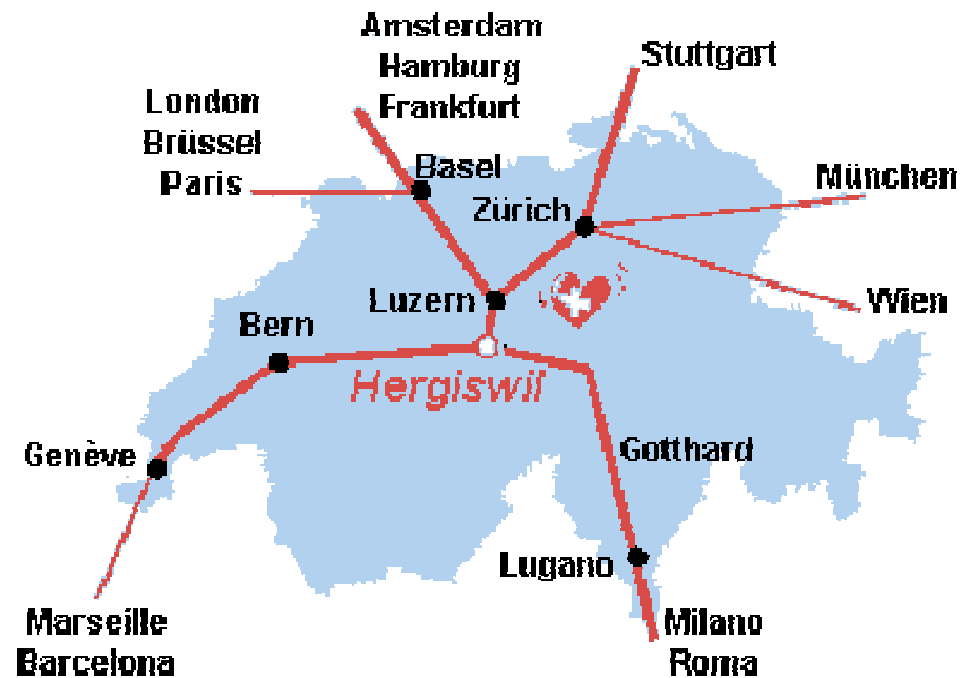 Amsterdam
Hamburg
Frankfurt
Stuttgart
London
Brüssel
Paris
Basel
München
Zürich
Luzern
Wien
Bern
Hergiswil
Genève
Gotthard
Lugano
Marseille
Barcelona
Milano
Roma